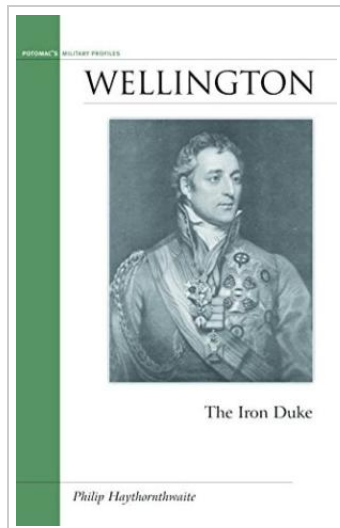 POTOMAC'S MILITARY PROFILES
WELLINGTON
The Iron Duke
Philip Haythornthwaite